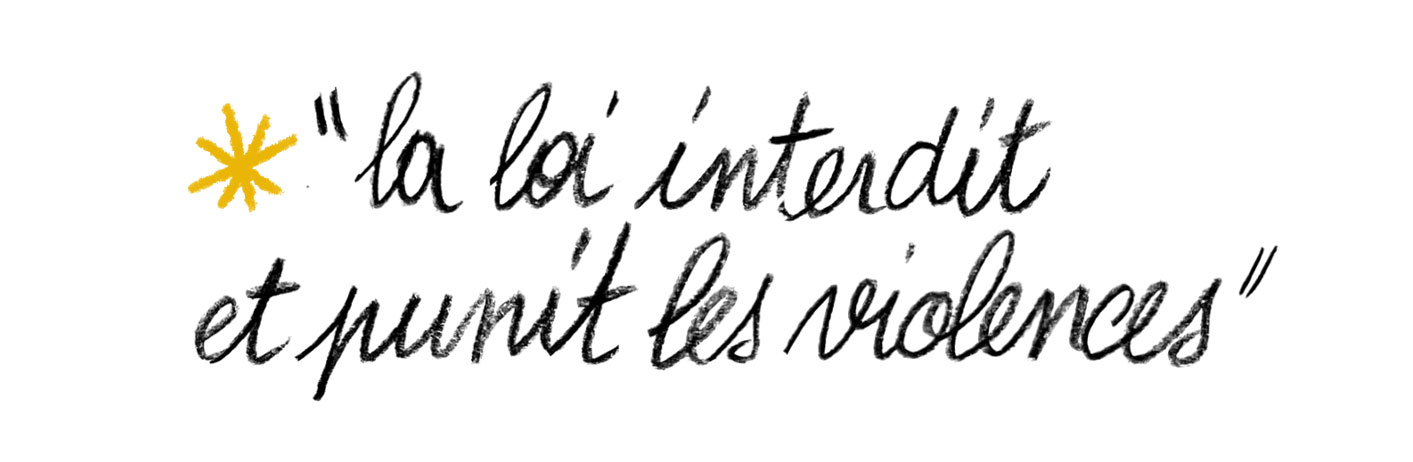 * "la loi interdit
et punit les violences"